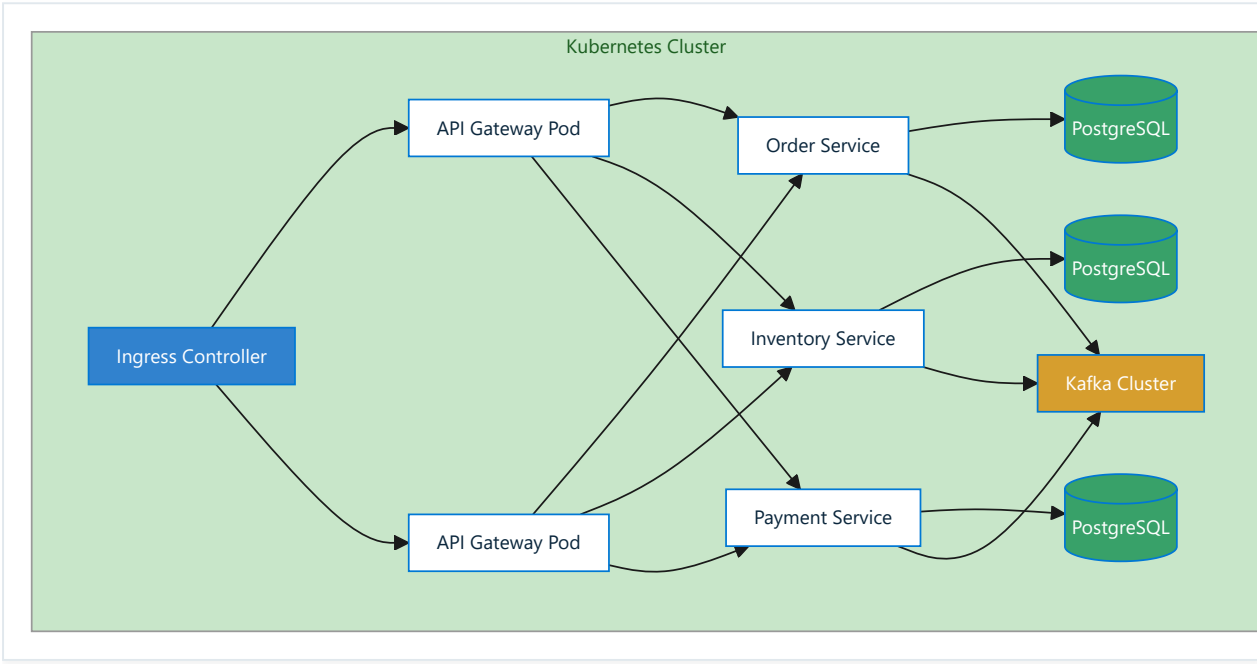 Kubernetes Cluster
API Gateway Pod
Order Service
PostgreSQL
PostgreSQL
Ingress Controller
Inventory Service
Kafka Cluster
API Gateway Pod
Payment Service
PostgreSQL